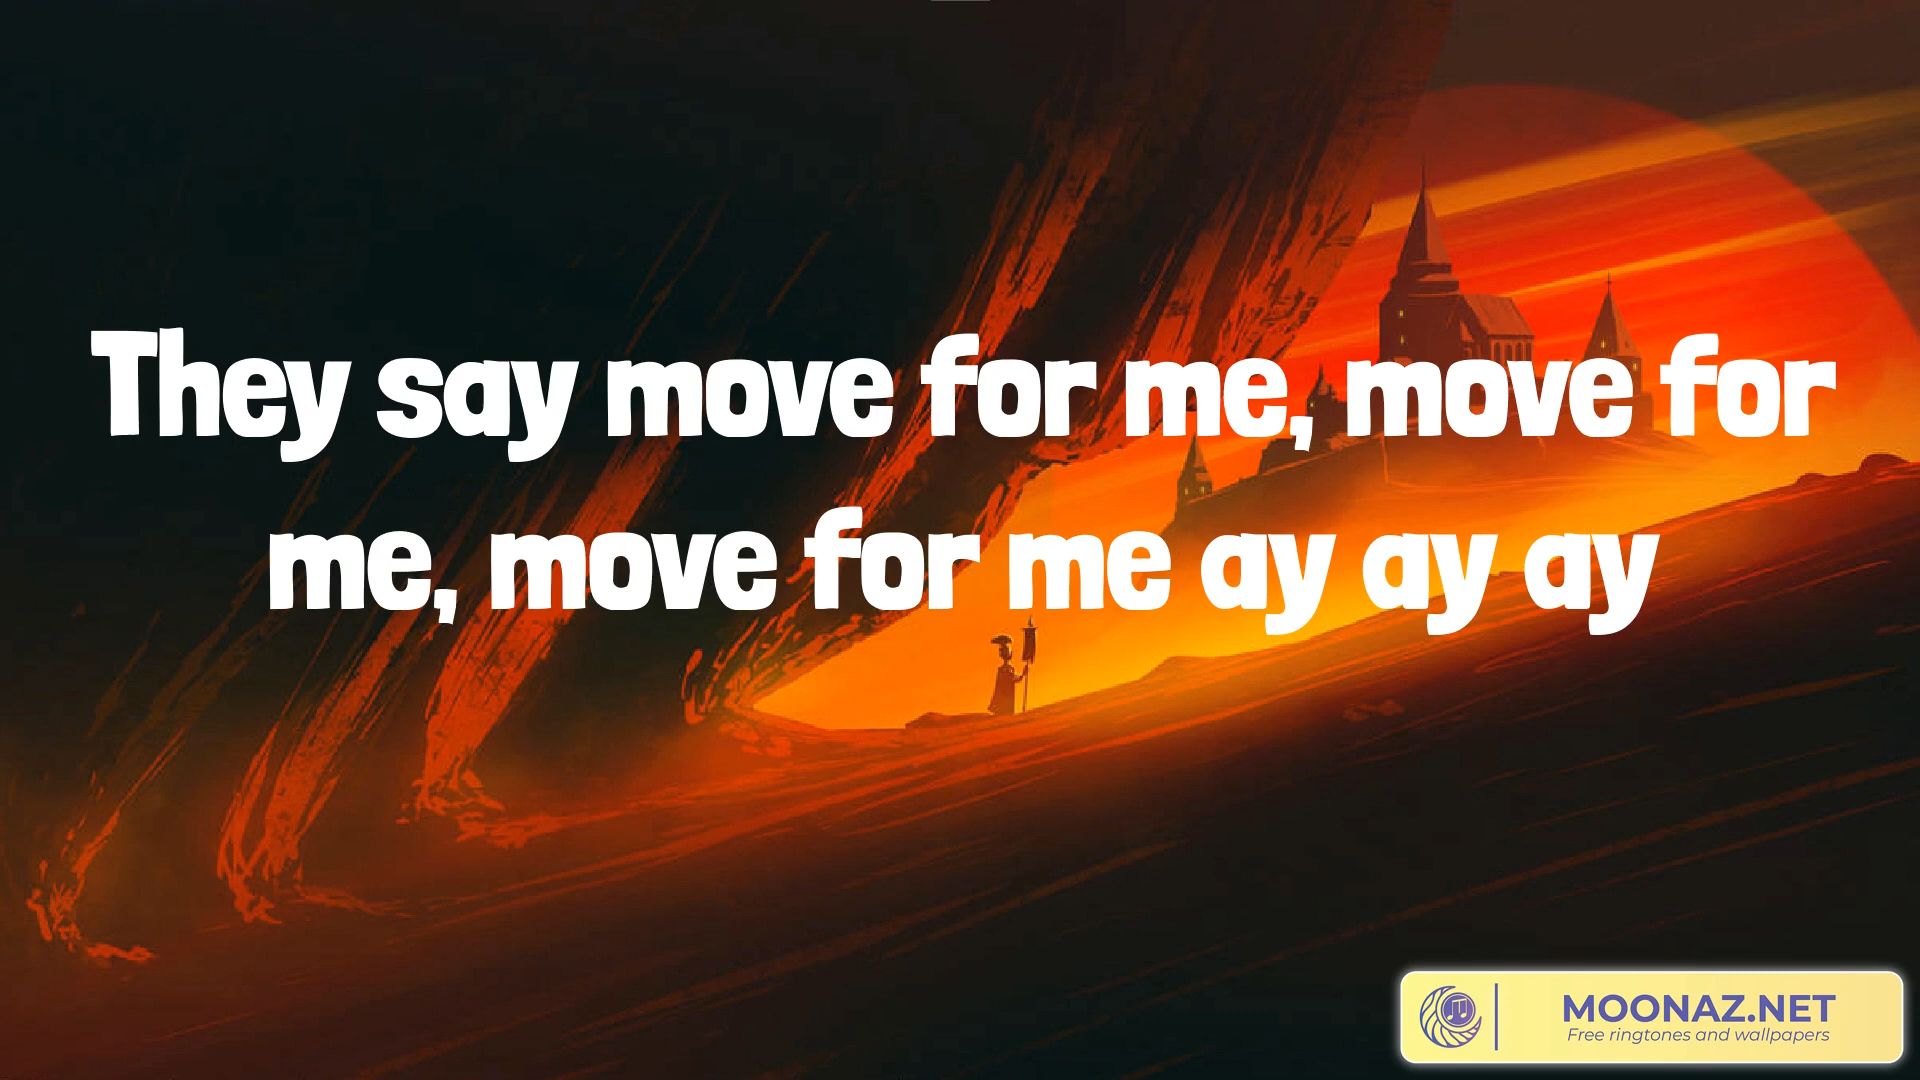 They say move for me, move for
me, move for me ay ay ay
MOONAZ.NET
Free ringtones and wallpapers